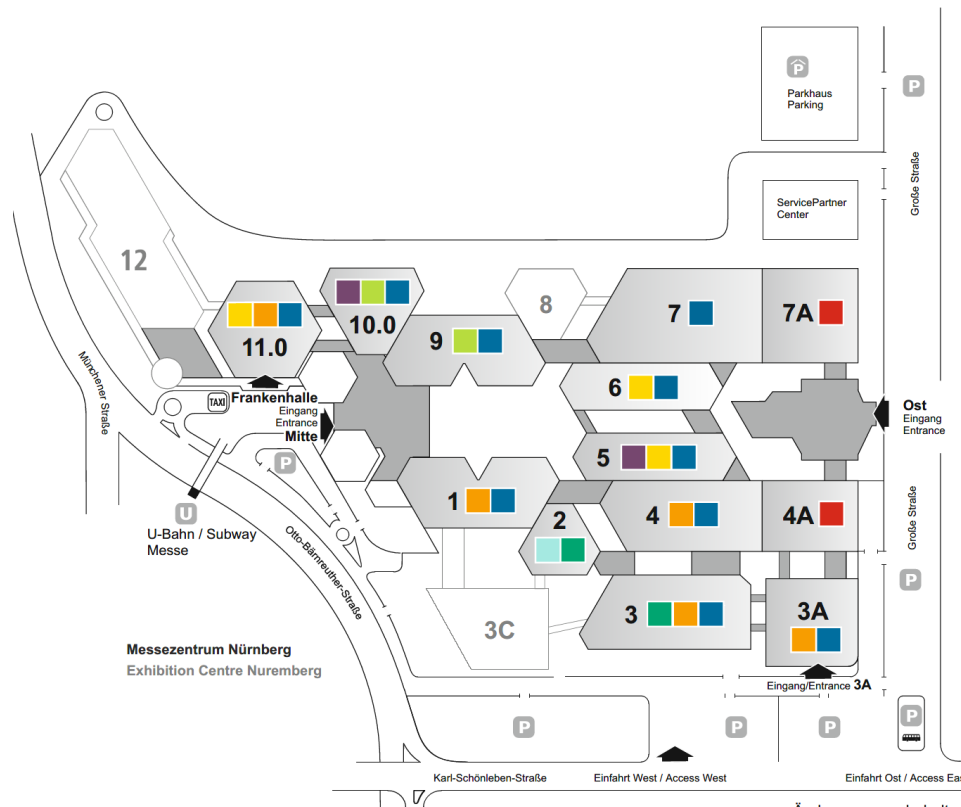 P
Parkhaus
Parking
P
Große Straße
ServicePartner
Center
12
8
7
7A
10.0
9
11.0
6
Münchener Straße
TAXI
Frankenhalle
Eingang
Entrance
Mitte
Ost
Eingang
Entrance
5
P
1
2
4
4A
Große Straße
U
U-Bahn / Subway
Messe
Otto-Bärnreuther-Straße
P
3
3A
3C
Messezentrum Nürnberg
Exhibition Centre Nuremberg
Eingang/Entrance 3A
P
P
P
P
Karl-Schönleben-Straße
Einfahrt West / Access West
Einfahrt Ost / Access Eas